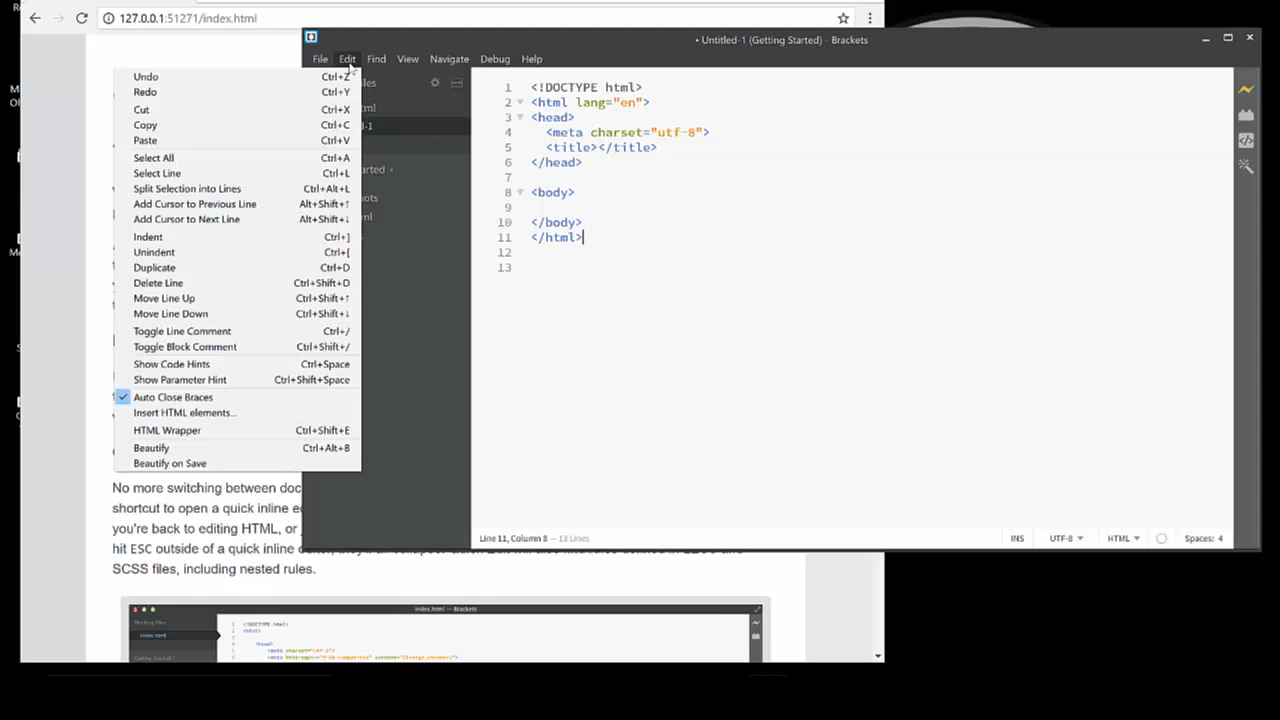 127.0.0.1:51271/index.html
• Untitled-1 (Getting Started) - Brackets
File Edit Find View Navigate Debug Help
Undo Ctrl+Z
Redo Ctrl+Y
Cut Ctrl+X
Copy Ctrl+C
Paste Ctrl+V
Select All Ctrl+A
Select Line Ctrl+L
Split Selection into Lines Ctrl+Alt+L
Add Cursor to Previous Line Alt+Shift+↑
Add Cursor to Next Line Alt+Shift+↓
Indent Ctrl+]
Unindent Ctrl+[
Duplicate Ctrl+D
Delete Line Ctrl+Shift+D
Move Line Up Ctrl+Shift+↑
Move Line Down Ctrl+Shift+↓
Toggle Line Comment Ctrl+/
Toggle Block Comment Ctrl+Shift+/
Show Code Hints Ctrl+Space
Show Parameter Hint Ctrl+Shift+Space
Auto Close Braces
Insert HTML elements...
HTML Wrapper Ctrl+Shift+E
Beautify Ctrl+Alt+B
Beautify on Save
1 <!DOCTYPE html>
2 <html lang="en">
3 <head>
4 <meta charset="utf-8">
5 <title></title>
6 </head>
7
8 <body>
9
10 </body>
11 </html>
12
13
Line 11, Column 8 — 13 Lines
INS UTF-8 HTML Spaces: 4
No more switching between doc
shortcut to open a quick inline e
you're back to editing HTML, or
hit ESC outside of a quick inline
SCSS files, including nested rules.
index.html — Brackets
<!DOCTYPE html>